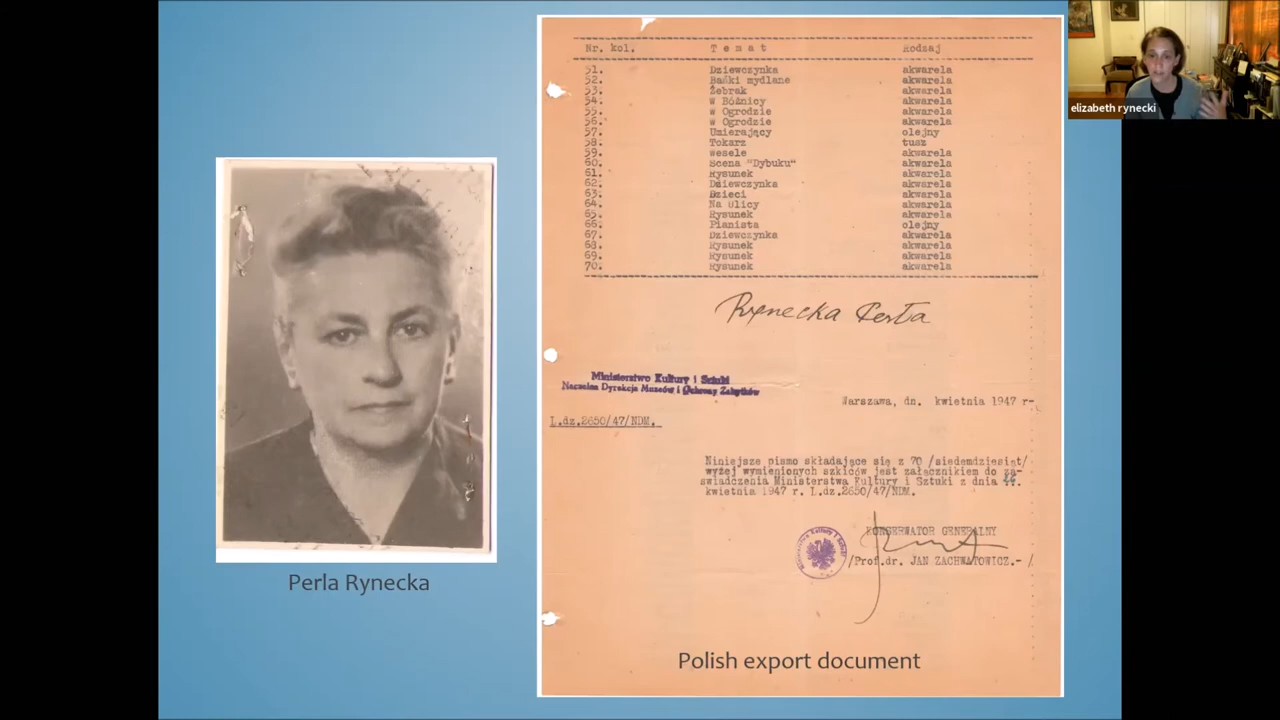 elizabeth rynecki
Nr. kol. Temat Rodzaj
51. Dziewczynka akwarela
52. Bańki mydlane akwarela
53. Żebrak akwarela
54. w Bóżnicy akwarela
55. w Ogrodzie akwarela
56. w Ogrodzie akwarela
57. Umierający olejny
58. Tokarz tusz
59. wesele akwarela
60. Scena "Dybuku" akwarela
61. Rysunek akwarela
62. Dziewczynka akwarela
63. Dzieci akwarela
64. Na Ulicy akwarela
65. Rysunek akwarela
66. Pianista olejny
67. Dziewczynka akwarela
68. Rysunek akwarela
69. Rysunek akwarela
70. Rysunek akwarela
Rynecka Perła
Ministerstwo Kultury i Sztuki
Naczelna Dyrekcja Muzeów i Ochrony Zabytków
Warszawa, dn. kwietnia 1947 r-
L.dz.2650/47/NDM.
Niniejsze pismo składające się z 70 /siedemdziesiąt/
wyżej wymienionych szkiców jest załącznikiem do za-
świadczenia Ministerstwa Kultury i Sztuki z dnia
kwietnia 1947 r. L.dz.2650/47/NDM.
KONSERWATOR GENERALNY
Ministerstwo Kultury i Sztuki
/Prof.dr. JAN ZACHWATOWICZ.- /
Perla Rynecka
Polish export document